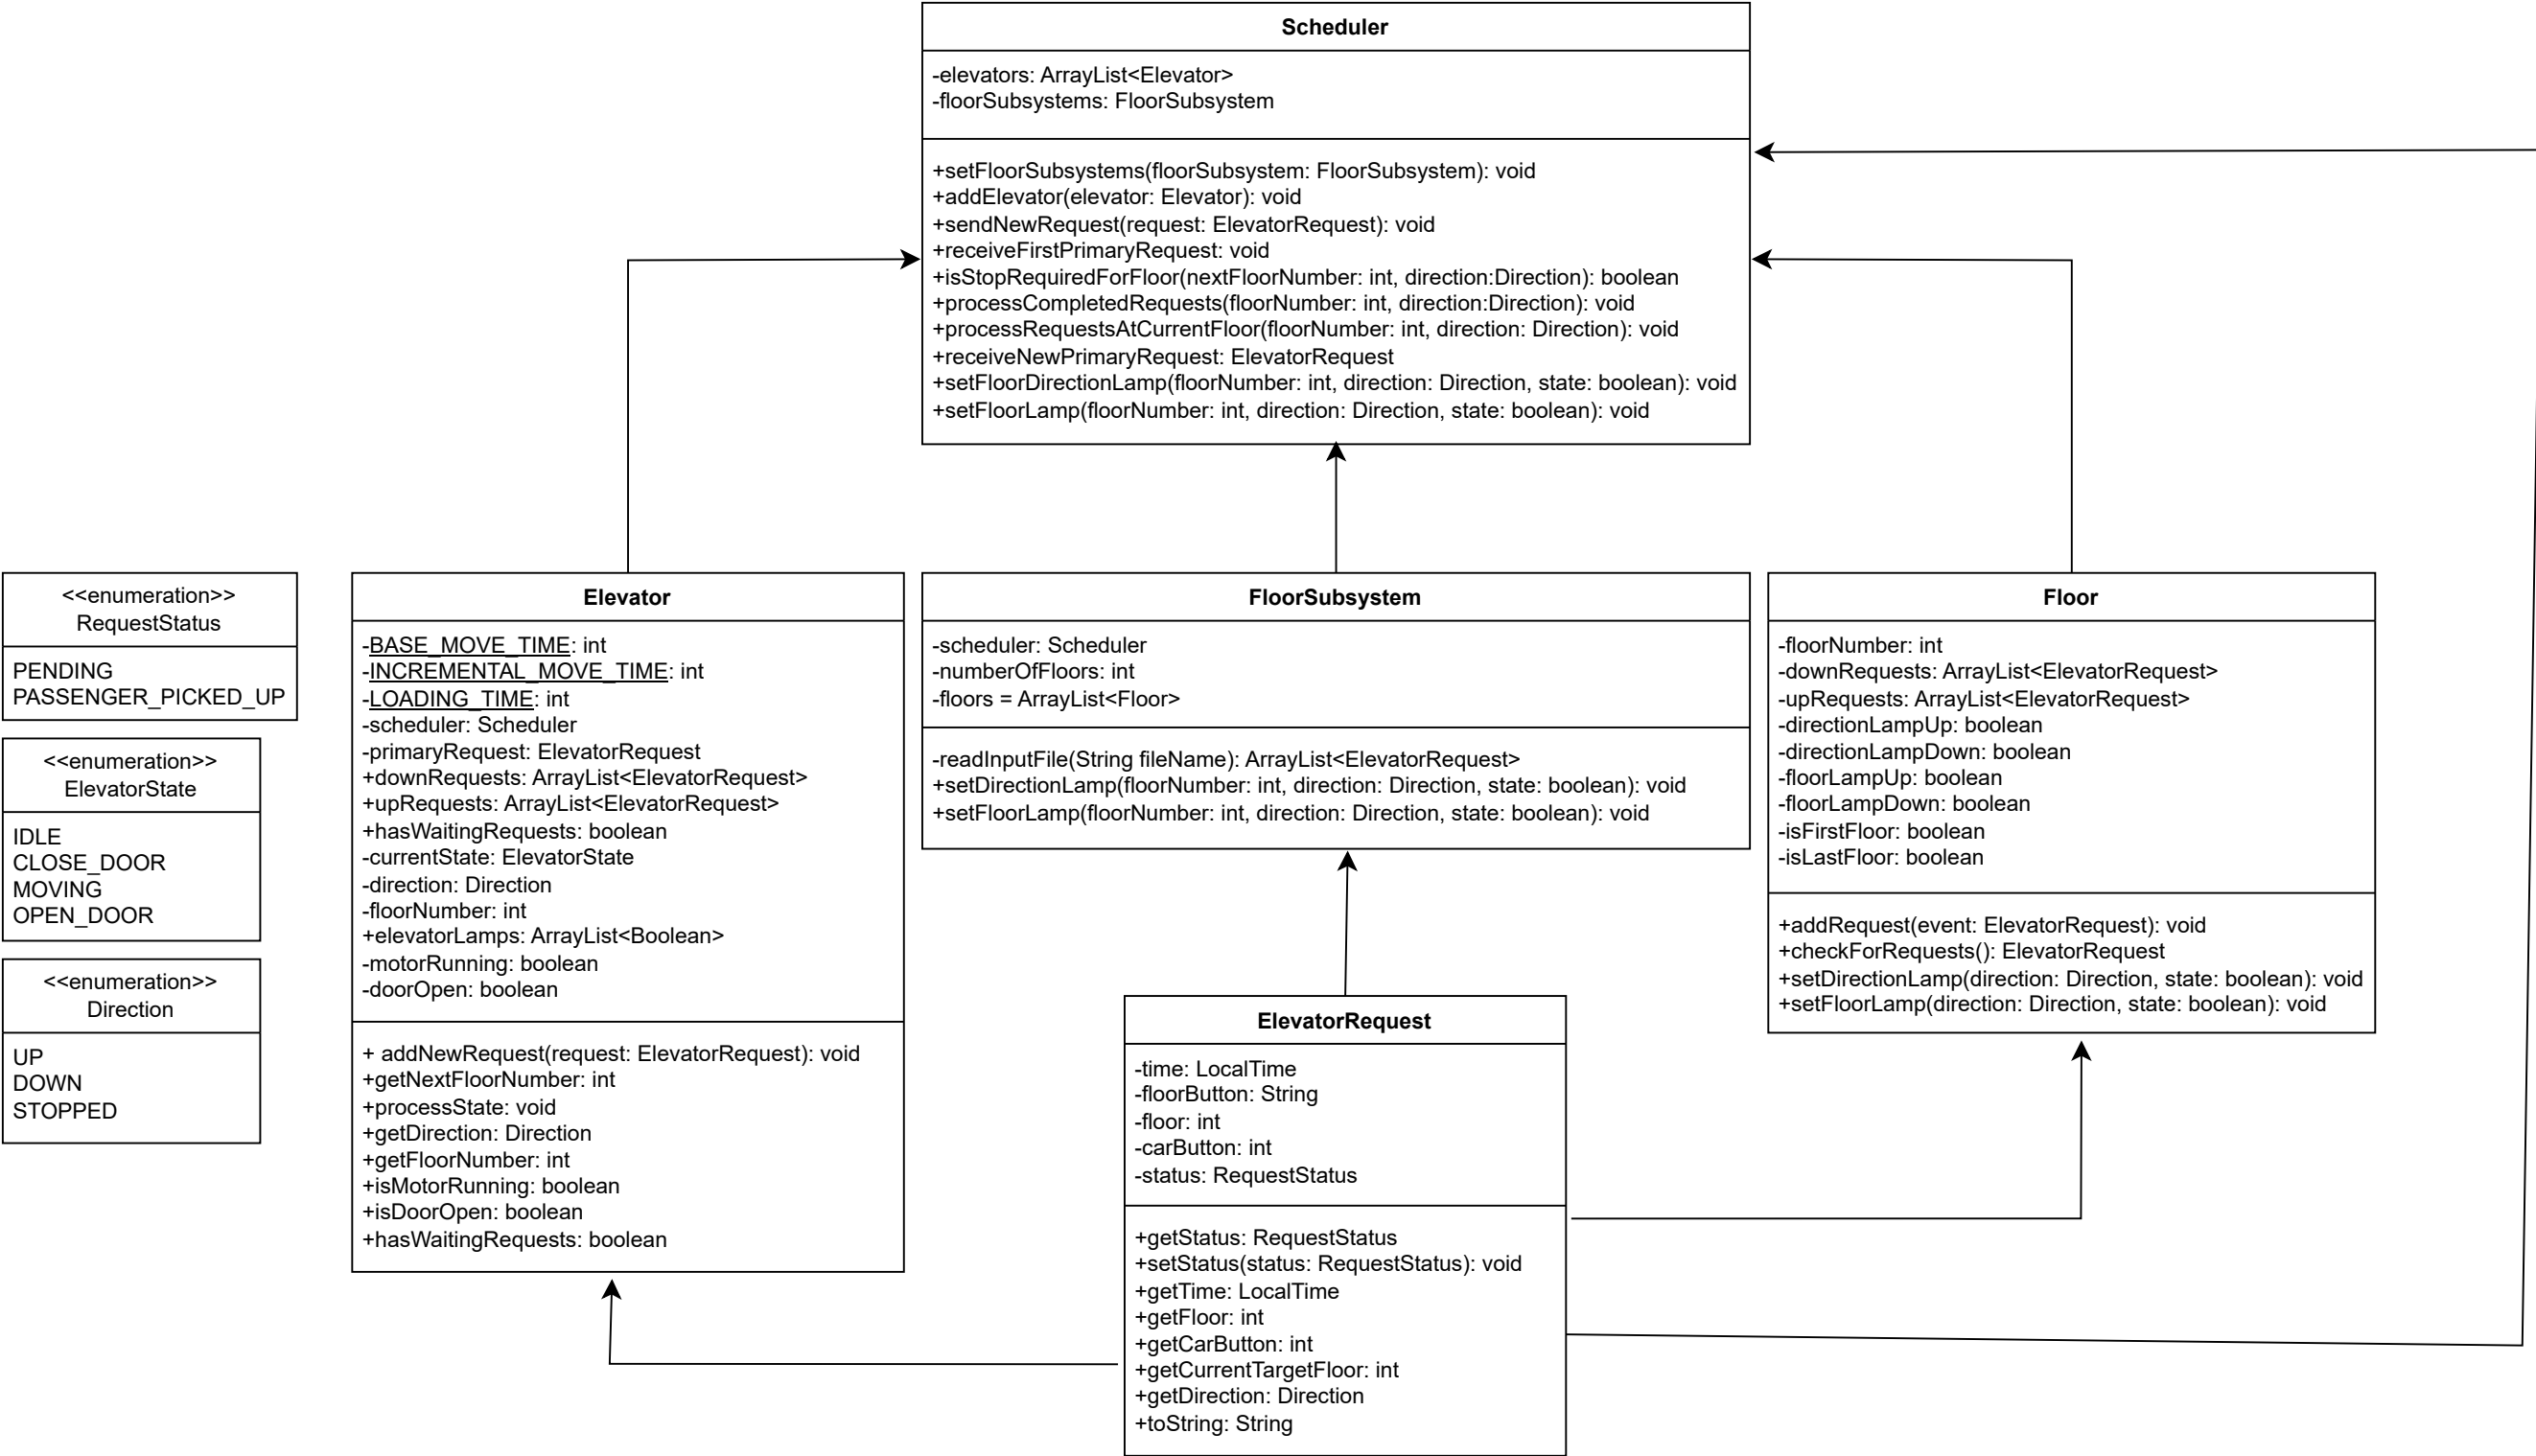 Scheduler
-elevators: ArrayList<Elevator>
-floorSubsystems: FloorSubsystem
+setFloorSubsystems(floorSubsystem: FloorSubsystem): void
+addElevator(elevator: Elevator): void
+sendNewRequest(request: ElevatorRequest): void
+receiveFirstPrimaryRequest: void
+isStopRequiredForFloor(nextFloorNumber: int, direction:Direction): boolean
+processCompletedRequests(floorNumber: int, direction:Direction): void
+processRequestsAtCurrentFloor(floorNumber: int, direction: Direction): void
+receiveNewPrimaryRequest: ElevatorRequest
+setFloorDirectionLamp(floorNumber: int, direction: Direction, state: boolean): void
+setFloorLamp(floorNumber: int, direction: Direction, state: boolean): void
<<enumeration>>
RequestStatus
PENDING
PASSENGER_PICKED_UP
<<enumeration>>
ElevatorState
IDLE
CLOSE_DOOR
MOVING
OPEN_DOOR
<<enumeration>>
Direction
UP
DOWN
STOPPED
Elevator
-BASE_MOVE_TIME: int
-INCREMENTAL_MOVE_TIME: int
-LOADING_TIME: int
-scheduler: Scheduler
-primaryRequest: ElevatorRequest
+downRequests: ArrayList<ElevatorRequest>
+upRequests: ArrayList<ElevatorRequest>
+hasWaitingRequests: boolean
-currentState: ElevatorState
-direction: Direction
-floorNumber: int
+elevatorLamps: ArrayList<Boolean>
-motorRunning: boolean
-doorOpen: boolean
+ addNewRequest(request: ElevatorRequest): void
+getNextFloorNumber: int
+processState: void
+getDirection: Direction
+getFloorNumber: int
+isMotorRunning: boolean
+isDoorOpen: boolean
+hasWaitingRequests: boolean
FloorSubsystem
-scheduler: Scheduler
-numberOfFloors: int
-floors = ArrayList<Floor>
-readInputFile(String fileName): ArrayList<ElevatorRequest>
+setDirectionLamp(floorNumber: int, direction: Direction, state: boolean): void
+setFloorLamp(floorNumber: int, direction: Direction, state: boolean): void
Floor
-floorNumber: int
-downRequests: ArrayList<ElevatorRequest>
-upRequests: ArrayList<ElevatorRequest>
-directionLampUp: boolean
-directionLampDown: boolean
-floorLampUp: boolean
-floorLampDown: boolean
-isFirstFloor: boolean
-isLastFloor: boolean
+addRequest(event: ElevatorRequest): void
+checkForRequests(): ElevatorRequest
+setDirectionLamp(direction: Direction, state: boolean): void
+setFloorLamp(direction: Direction, state: boolean): void
ElevatorRequest
-time: LocalTime
-floorButton: String
-floor: int
-carButton: int
-status: RequestStatus
+getStatus: RequestStatus
+setStatus(status: RequestStatus): void
+getTime: LocalTime
+getFloor: int
+getCarButton: int
+getCurrentTargetFloor: int
+getDirection: Direction
+toString: String